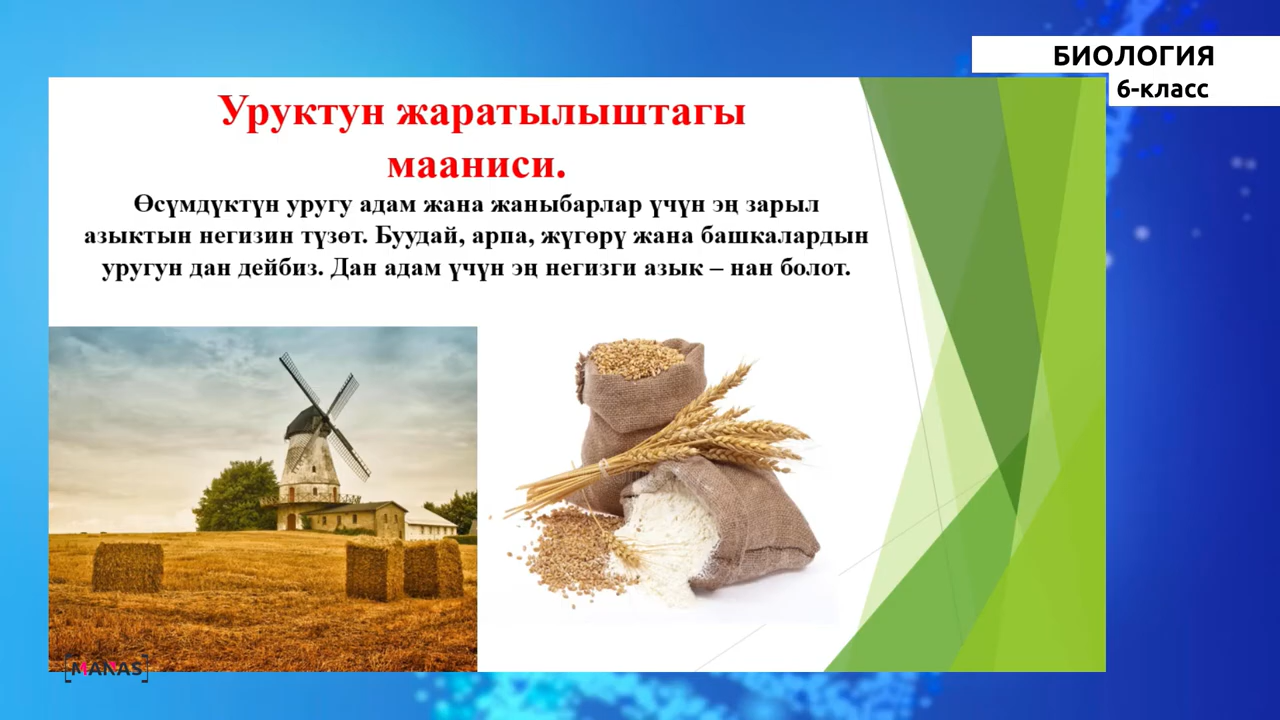 БИОЛОГИЯ
6-класс
Уруктун жаратылыштагы
мааниси.
Өсүмдүктүн уругу адам жана жаныбарлар үчүн эң зарыл
азыктын негизин түзөт. Буудай, арпа, жүгөрү жана башкалардын
уругун дан дейбиз. Дан адам үчүн эң негизги азык – нан болот.
MANAS